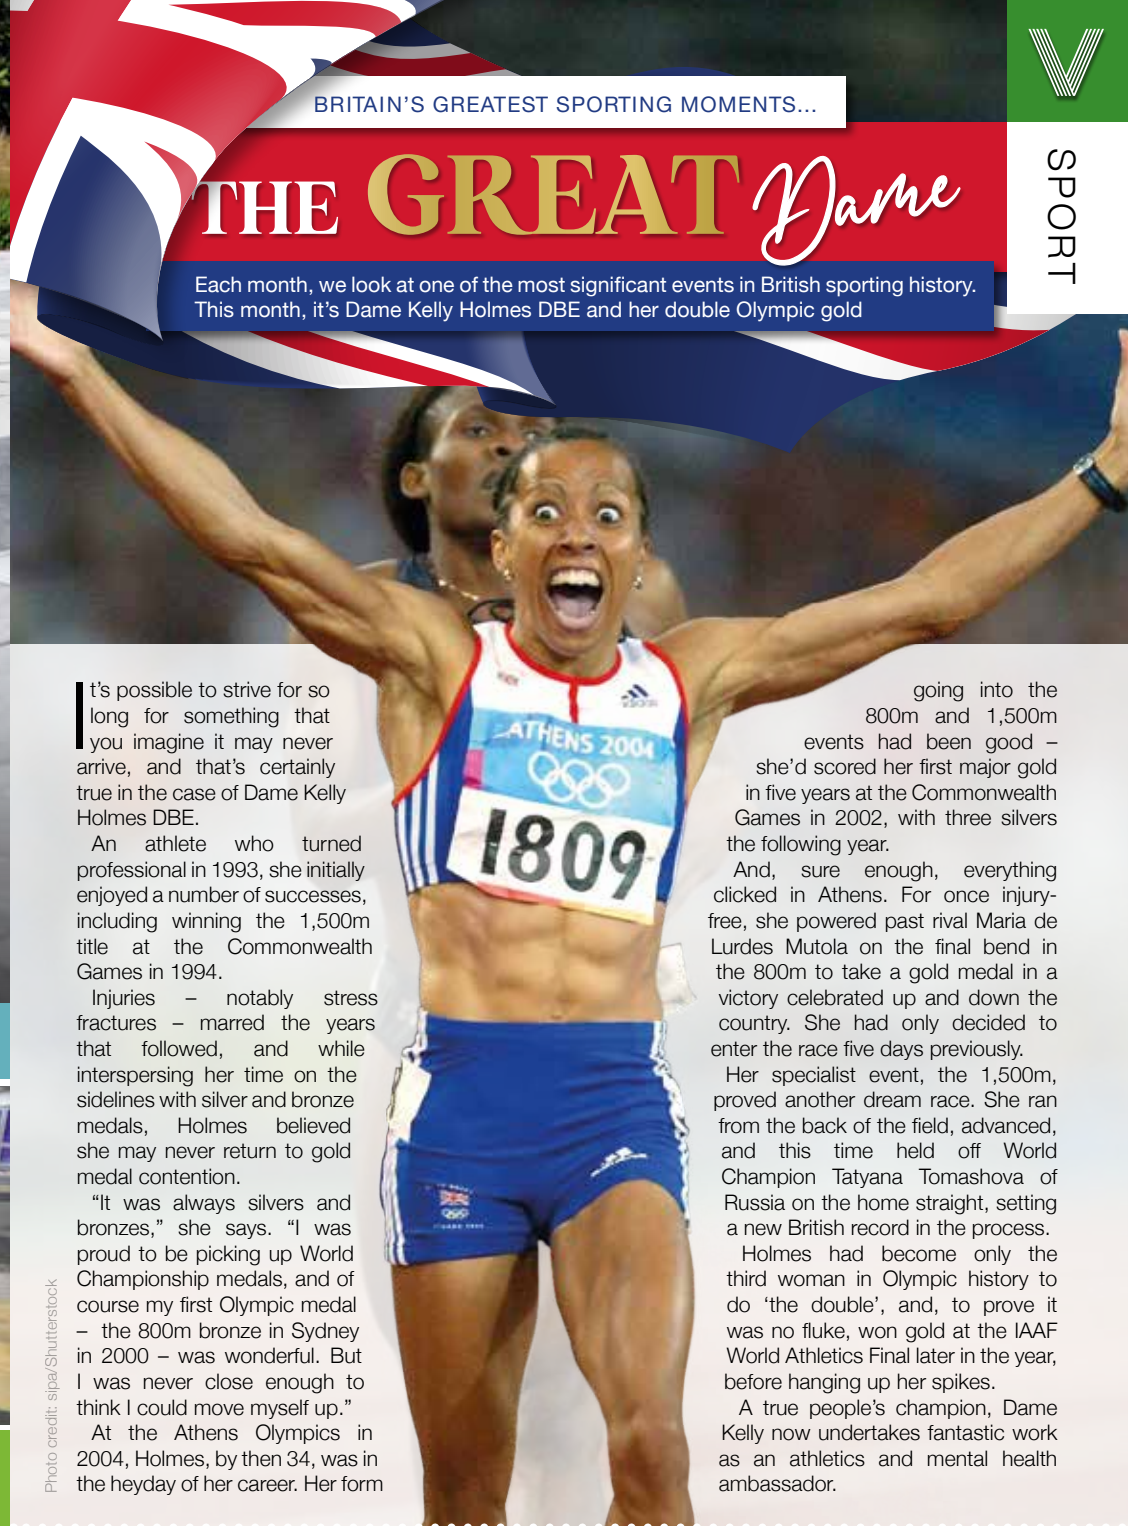 BRITAIN'S GREATEST SPORTING MOMENTS...
THE GREAT Dame
Each month, we look at one of the most significant events in British sporting history.
This month, it's Dame Kelly Holmes DBE and her double Olympic gold
V
SPORT
ATHENS 2004
adidas
1809
It's possible to strive for so
long for something that
you imagine it may never
arrive, and that's certainly
true in the case of Dame Kelly
Holmes DBE.
An athlete who turned
professional in 1993, she initially
enjoyed a number of successes,
including winning the 1,500m
title at the Commonwealth
Games in 1994.
Injuries – notably stress
fractures – marred the years
that followed, and while
interspersing her time on the
sidelines with silver and bronze
medals, Holmes believed
she may never return to gold
medal contention.
“It was always silvers and
bronzes,” she says. “I was
proud to be picking up World
Championship medals, and of
course my first Olympic medal
– the 800m bronze in Sydney
in 2000 – was wonderful. But
I was never close enough to
think I could move myself up.”
At the Athens Olympics in
2004, Holmes, by then 34, was in
the heyday of her career. Her form
going into the
800m and 1,500m
events had been good –
she'd scored her first major gold
in five years at the Commonwealth
Games in 2002, with three silvers
the following year.
And, sure enough, everything
clicked in Athens. For once injury-
free, she powered past rival Maria de
Lurdes Mutola on the final bend in
the 800m to take a gold medal in a
victory celebrated up and down the
country. She had only decided to
enter the race five days previously.
Her specialist event, the 1,500m,
proved another dream race. She ran
from the back of the field, advanced,
and this time held off World
Champion Tatyana Tomashova of
Russia on the home straight, setting
a new British record in the process.
Holmes had become only the
third woman in Olympic history to
do ‘the double’, and, to prove it
was no fluke, won gold at the IAAF
World Athletics Final later in the year,
before hanging up her spikes.
A true people's champion, Dame
Kelly now undertakes fantastic work
as an athletics and mental health
ambassador.
Photo credit: sipa/Shutterstock